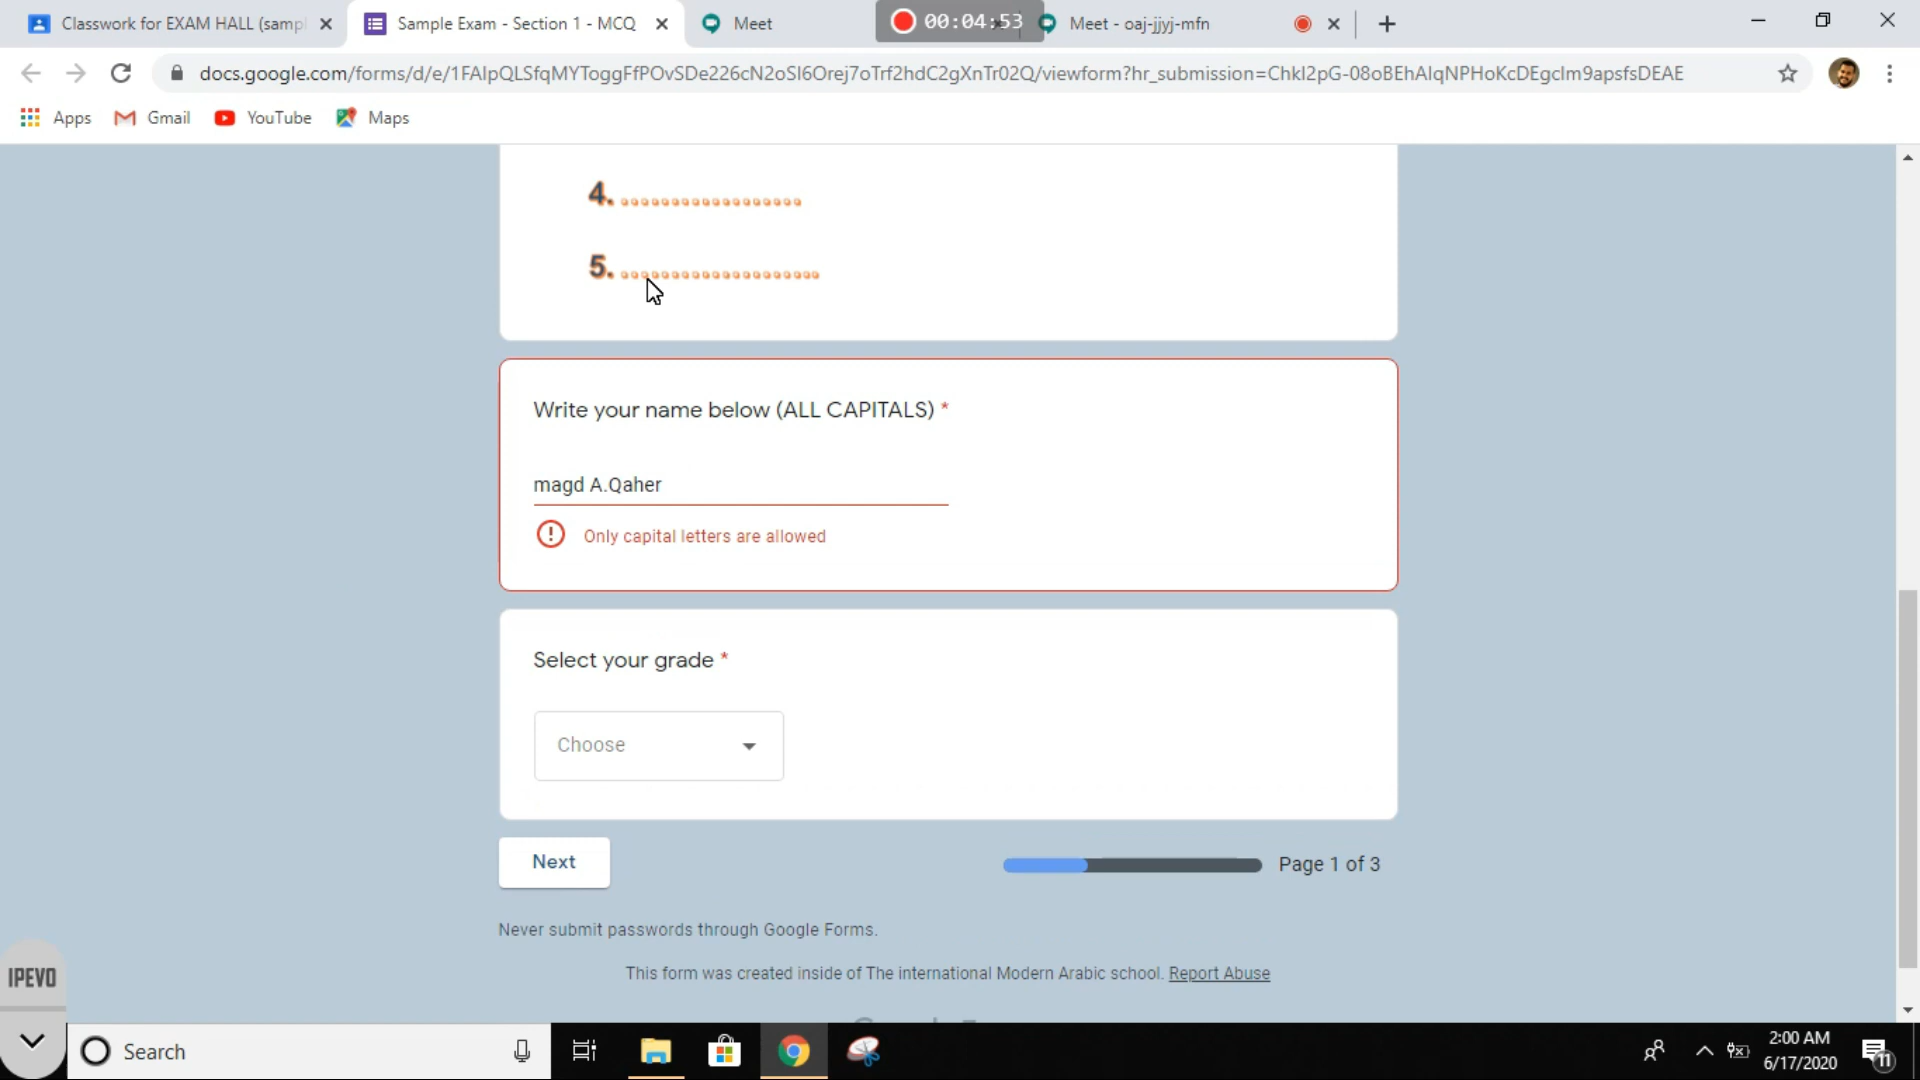 Classwork for EXAM HALL (samp
Sample Exam - Section 1 - MCQ
Meet
00:04:53
Meet - oaj-jjyj-mfn
docs.google.com/forms/d/e/1FAIpQLSfqMYToggFfPOvSDe226cN2oSI6Orej7oTrf2hdC2gXnTr02Q/viewform?hr_submission=ChkI2pG-08oBEhAIqNPHoKcDEgclm9apsfsDEAE
Apps
Gmail
YouTube
Maps
4. ..................
5. ....................
Write your name below (ALL CAPITALS) *
magd A.Qaher
Only capital letters are allowed
Select your grade *
Choose
Next
Page 1 of 3
Never submit passwords through Google Forms.
This form was created inside of The international Modern Arabic school. Report Abuse
IPEVO
Search
2:00 AM
6/17/2020
11